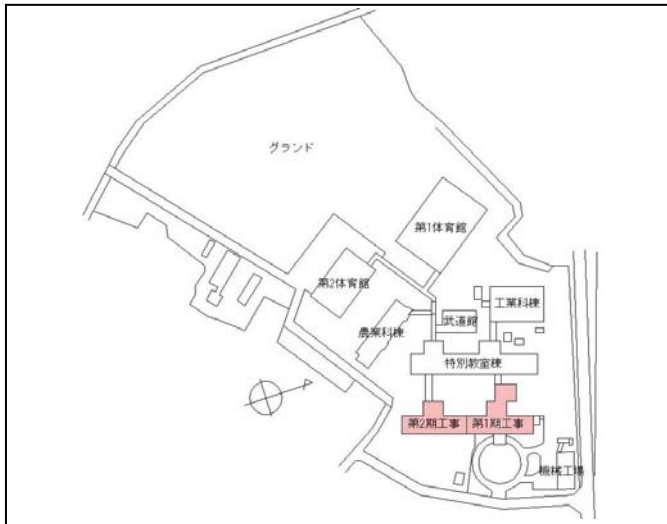 グランド
第1体育館
第2体育館
工業科棟
武道館
農業科棟
特別教室棟
第2期工事
第1期工事
機械工場